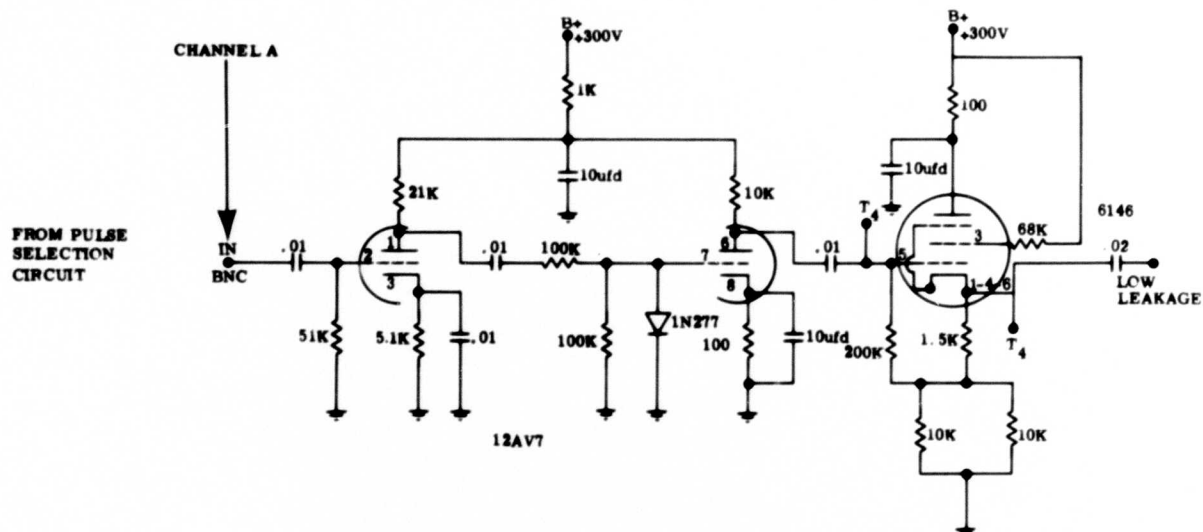 B+
+300V
B+
+300V
CHANNEL A
1K
100
10ufd
10ufd
21K
10K
T4
6146
68K
FROM PULSE
SELECTION
CIRCUIT
IN
BNC
.01
2
1
3
.01
100K
7
6
8
.01
5
3
1-4-6
.02
LOW
LEAKAGE
51K
5.1K
.01
100K
1N277
100
10ufd
200K
1.5K
T4
10K
10K
12AV7